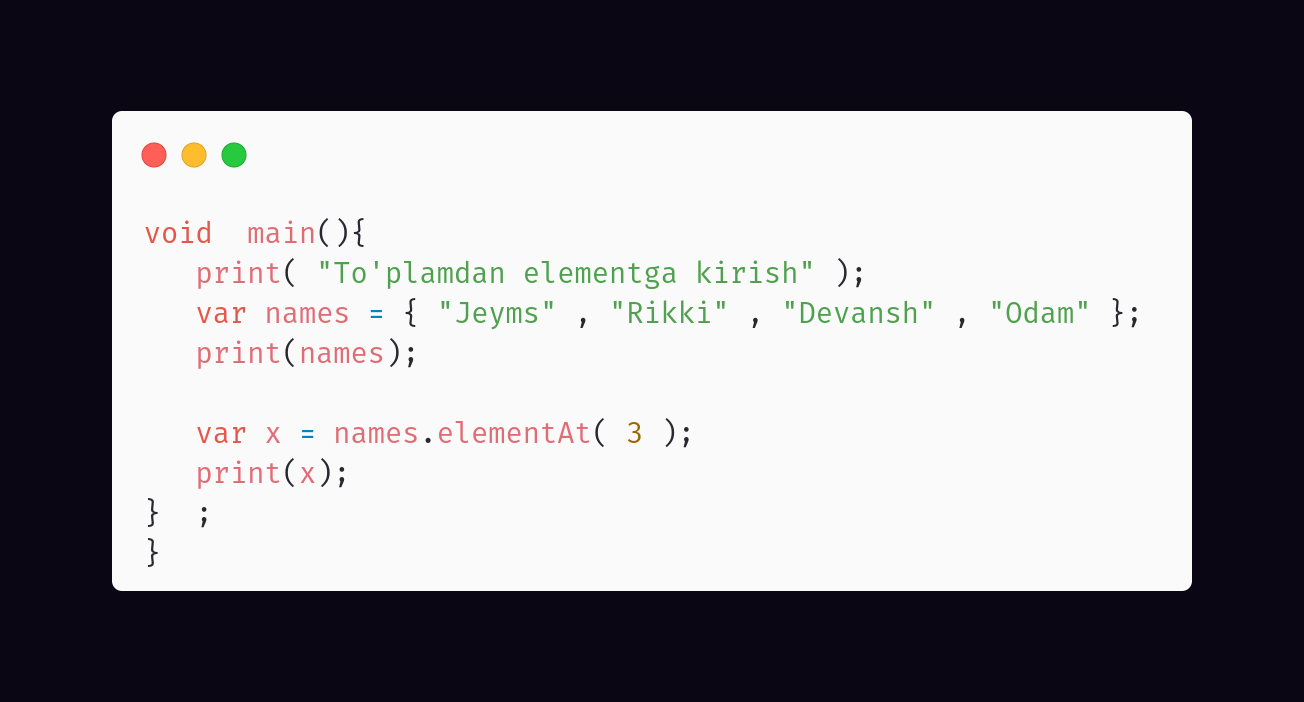 void  main(){
   print( "To'plamdan elementga kirish" );
   var names = { "Jeyms" , "Rikki" , "Devansh" , "Odam" };
   print(names);

   var x = names.elementAt( 3 );
   print(x);
}  ;
}